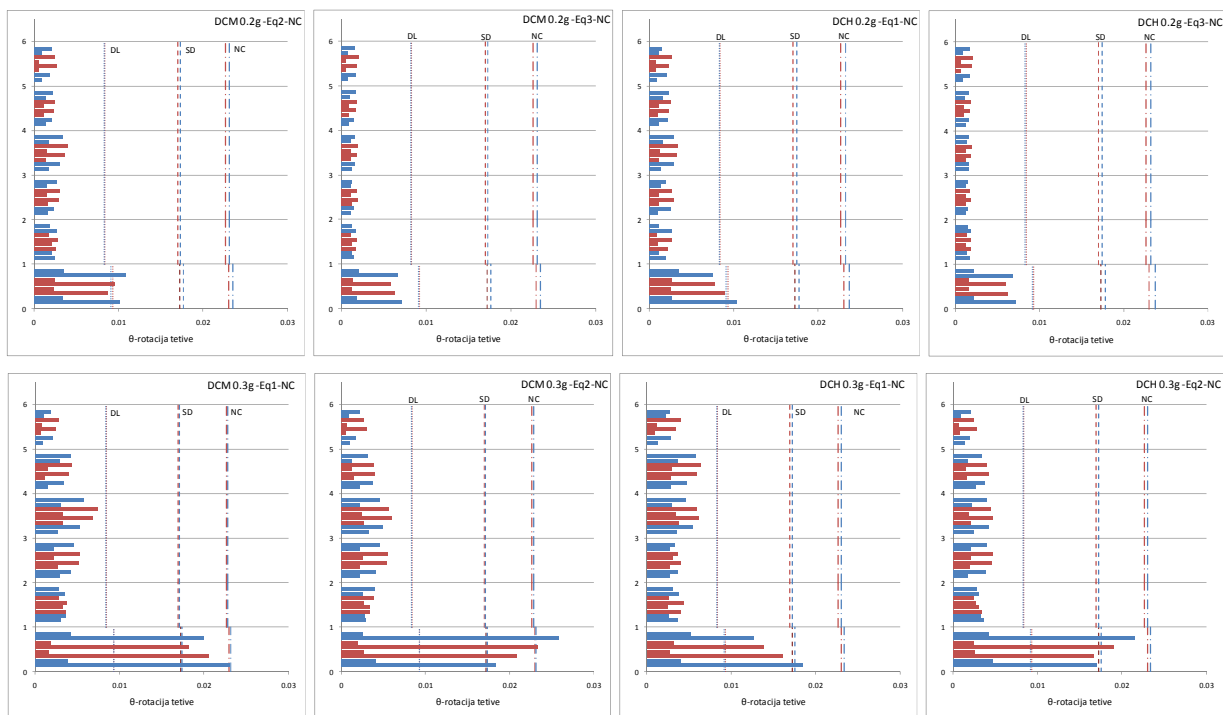 DCM 0.2g-Eq2-NC
6
DL
SD
NC
5
4
3
2
1
0
0
0.01
0.02
0.03
θ-rotacija tetive
DCM 0.2g-Eq3-NC
6
DL
SD
NC
5
4
3
2
1
0
0
0.01
0.02
0.03
θ-rotacija tetive
DCH 0.2g-Eq1-NC
6
DL
SD
NC
5
4
3
2
1
0
0
0.01
0.02
0.03
θ-rotacija tetive
DCH 0.2g-Eq3-NC
6
DL
SD
NC
5
4
3
2
1
0
0
0.01
0.02
0.03
θ-rotacija tetive
DCM 0.3g-Eq1-NC
6
DL
SD
NC
5
4
3
2
1
0
0
0.01
0.02
0.03
θ-rotacija tetive
DCM 0.3g-Eq2-NC
6
DL
SD
NC
5
4
3
2
1
0
0
0.01
0.02
0.03
θ-rotacija tetive
DCH 0.3g-Eq1-NC
6
DL
SD
NC
5
4
3
2
1
0
0
0.01
0.02
0.03
θ-rotacija tetive
DCH 0.3g-Eq2-NC
6
DL
SD
NC
5
4
3
2
1
0
0
0.01
0.02
0.03
θ-rotacija tetive